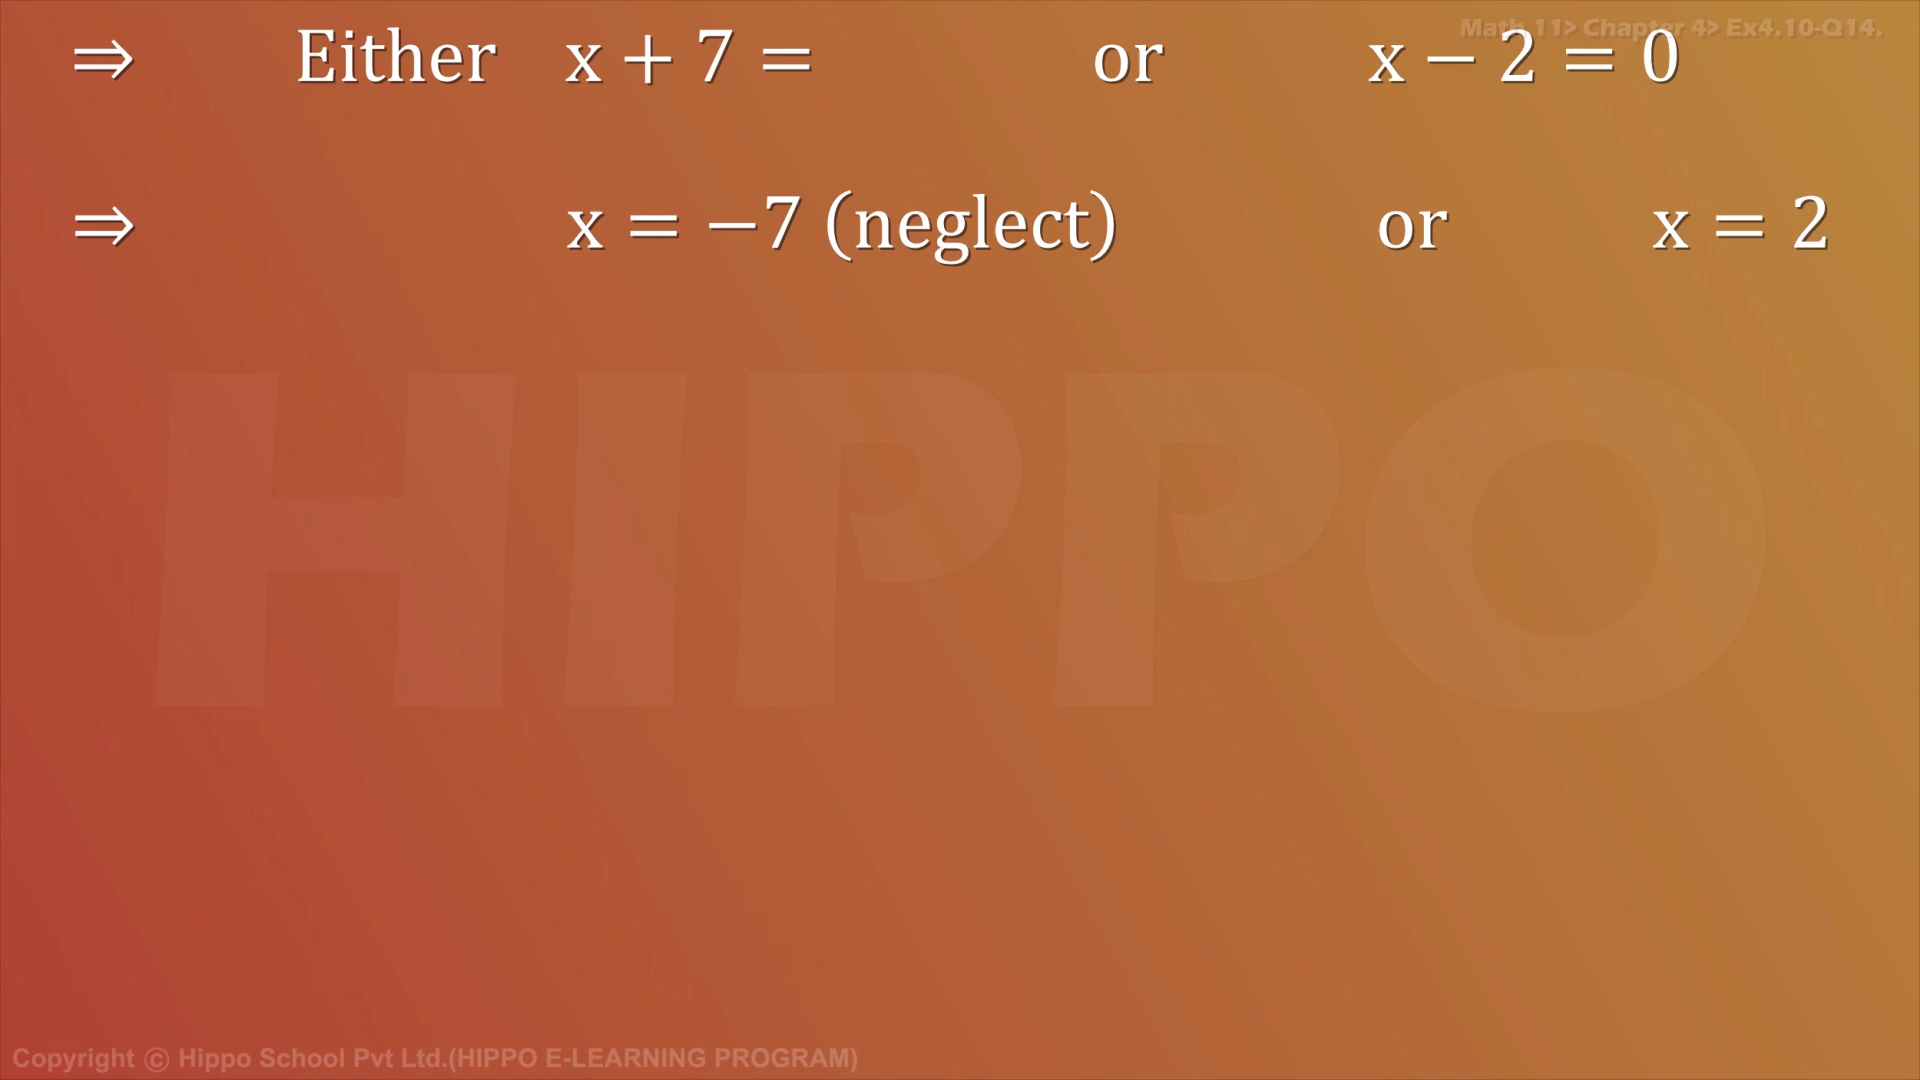 Math 11> Chapter 4> Ex4.10-Q14.
⇒ Either x + 7 = or x − 2 = 0
⇒ x = −7 (neglect) or x = 2
HIPPO
Copyright © Hippo School Pvt Ltd.(HIPPO E-LEARNING PROGRAM)